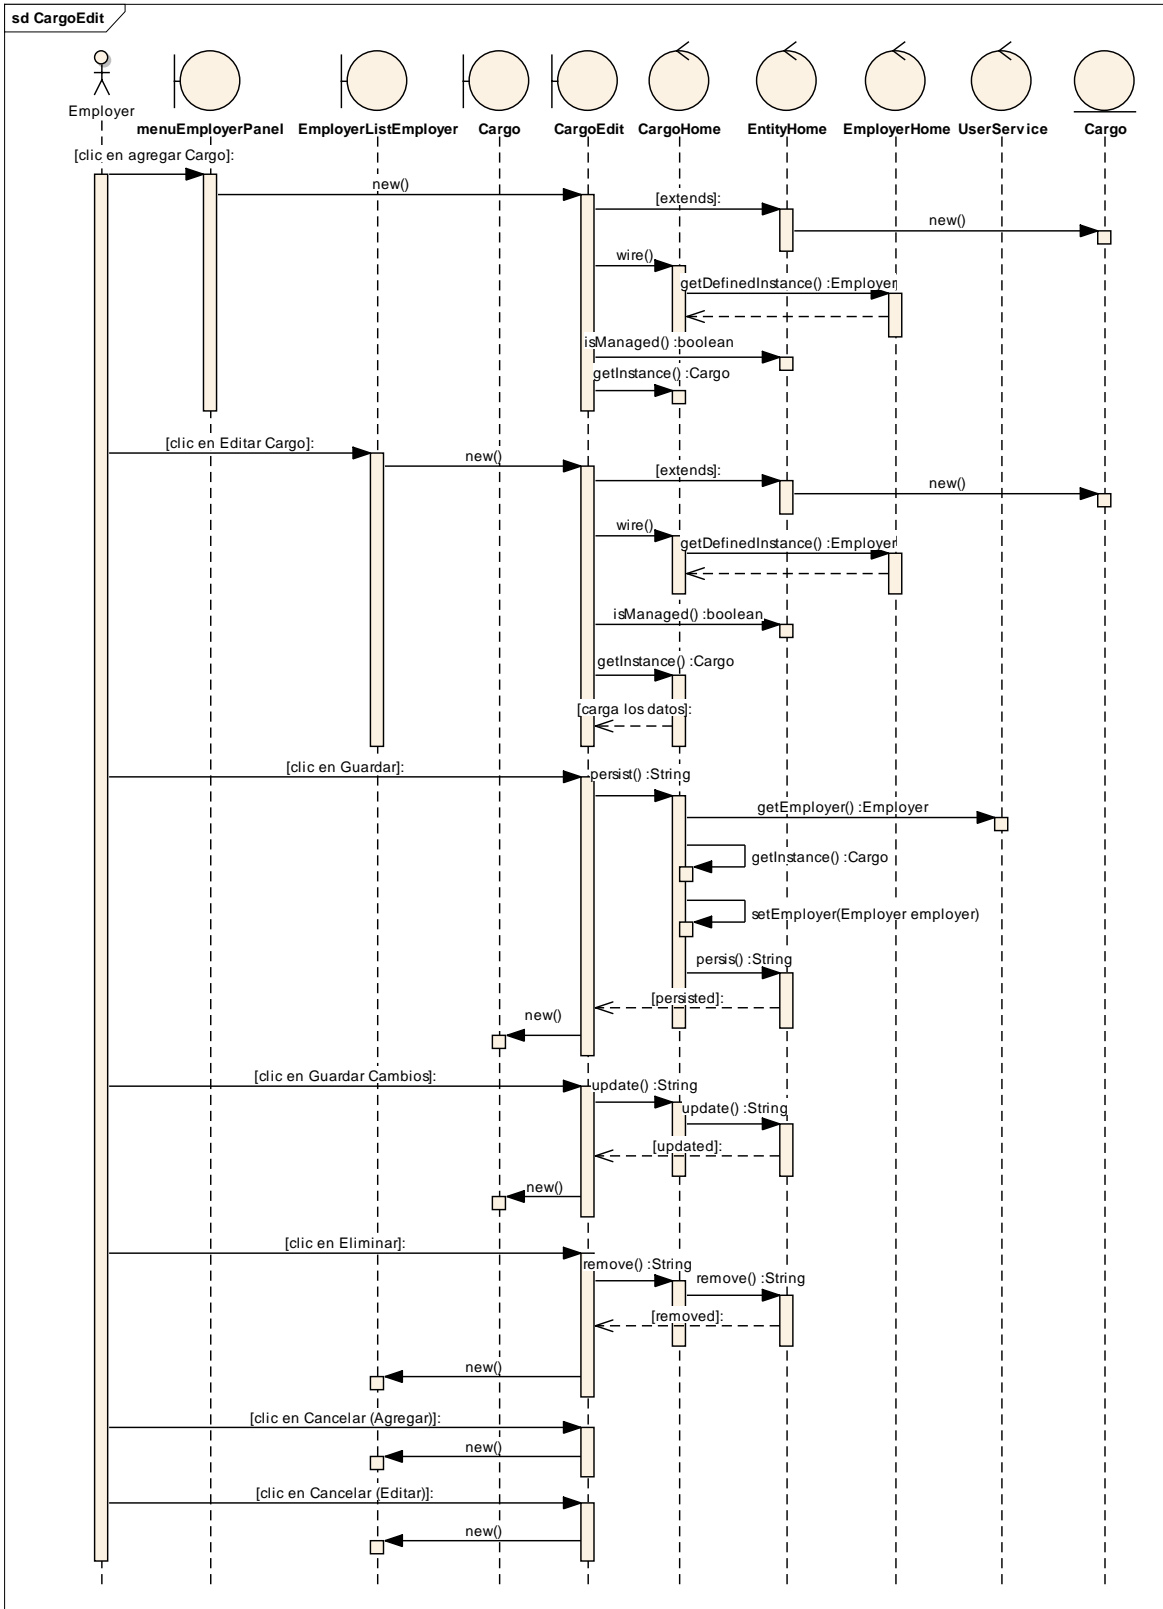 sd CargoEdit
Employer
menuEmployerPanel
EmployerListEmployer
Cargo
CargoEdit
CargoHome
EntityHome
EmployerHome
UserService
Cargo
[clic en agregar Cargo]:
new()
[extends]:
new()
wire()
getDefinedInstance() :Employer
isManaged() :boolean
getInstance() :Cargo
[clic en Editar Cargo]:
new()
[extends]:
new()
wire()
getDefinedInstance() :Employer
isManaged() :boolean
getInstance() :Cargo
[carga los datos]:
[clic en Guardar]:
persist() :String
getEmployer() :Employer
getInstance() :Cargo
setEmployer(Employer employer)
persis() :String
[persisted]:
new()
[clic en Guardar Cambios]:
update() :String
update() :String
[updated]:
new()
[clic en Eliminar]:
remove() :String
remove() :String
[removed]:
new()
[clic en Cancelar (Agregar)]:
new()
[clic en Cancelar (Editar)]:
new()